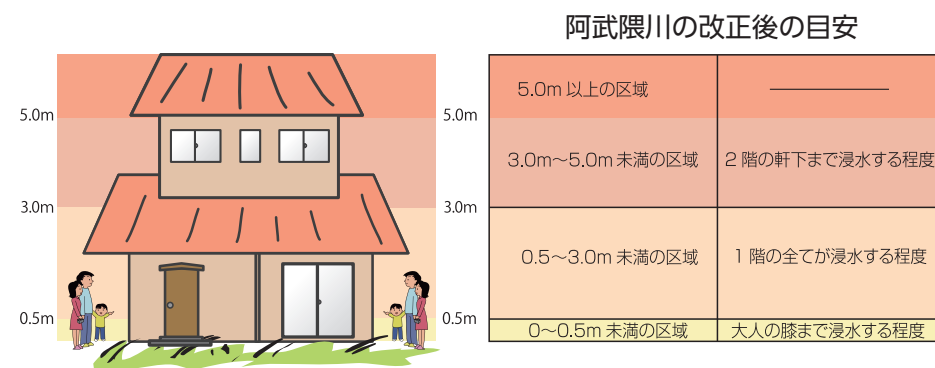 阿武隈川の改正後の目安
5.0m
3.0m
0.5m
5.0m
3.0m
0.5m
5.0m 以上の区域
3.0m～5.0m 未満の区域 2 階の軒下まで浸水する程度
0.5～3.0m 未満の区域 1 階の全てが浸水する程度
0～0.5m 未満の区域 大人の膝まで浸水する程度